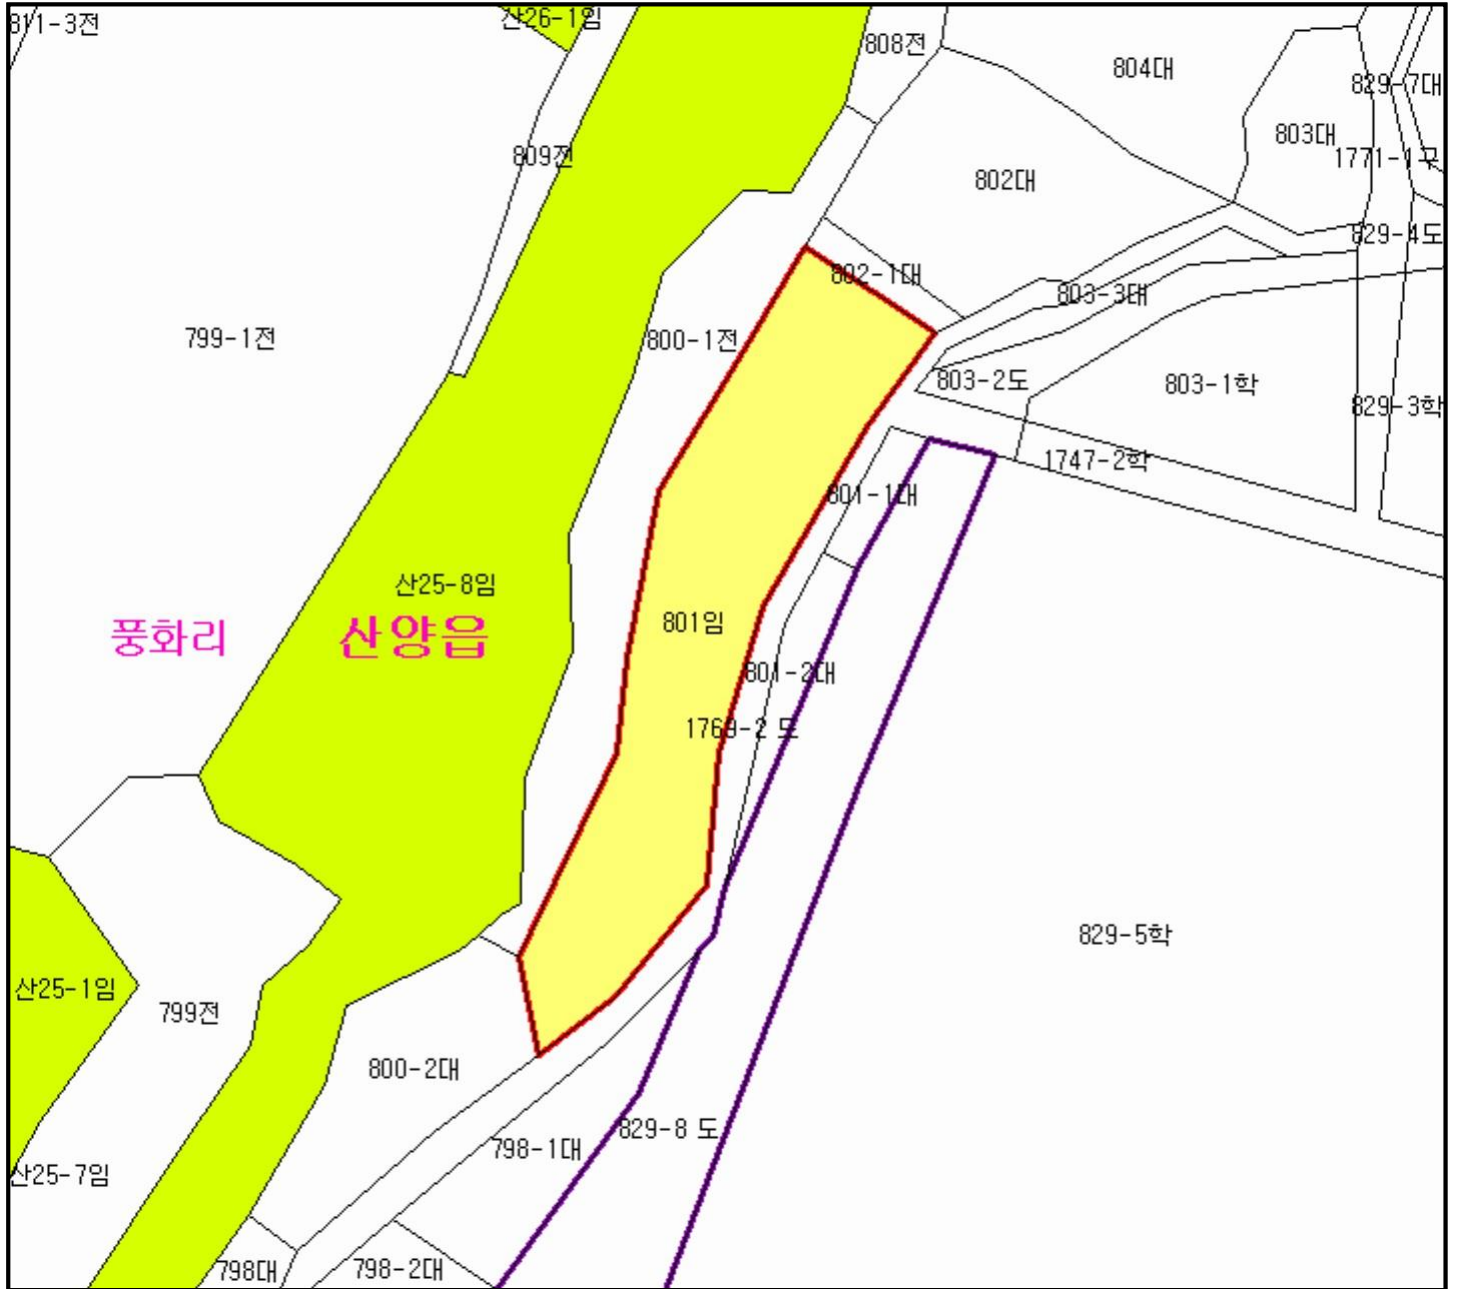 811-3전
산26-1임
808전
804대
829-7대
803대
1771-1구
809전
802대
829-4도
802-1대
803-3대
799-1전
800-1전
803-2도
803-1학
829-3학
1747-2학
801-1대
산25-8임
801임
풍화리
산양읍
801-2대
1769-2 도
829-5학
산25-1임
799전
800-2대
829-8 도
798-1대
산25-7임
798대
798-2대